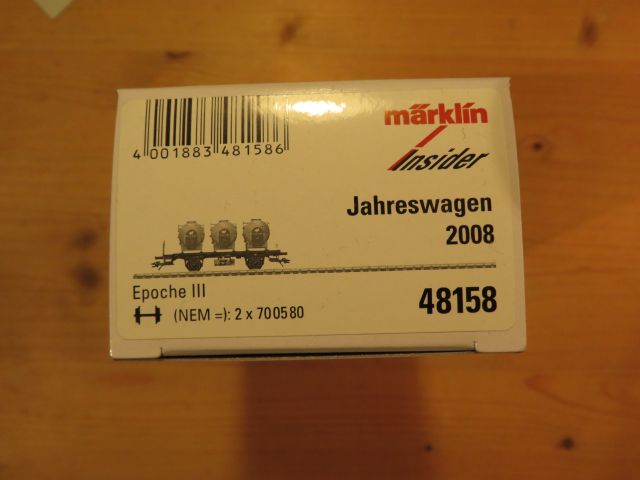 4 001883 481586
märklin
Insider
Jahreswagen
2008
Epoche III
(NEM =): 2 x 700580
48158